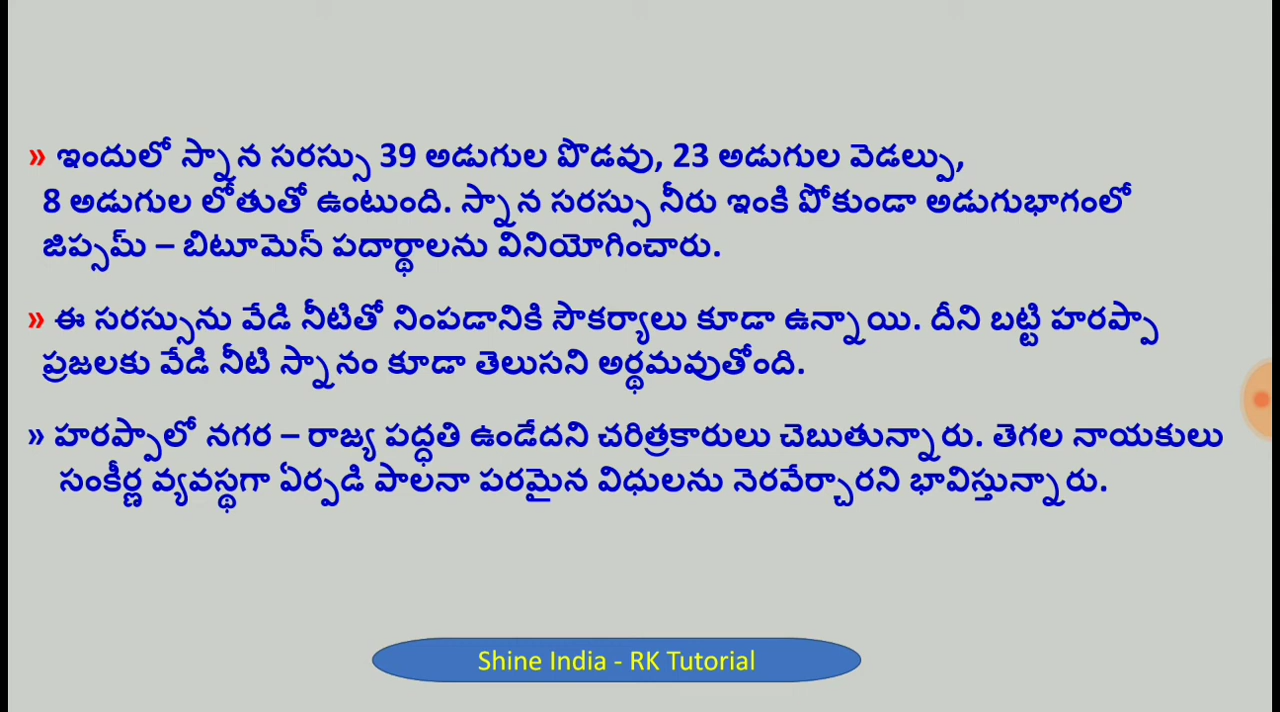 » ఇందులో స్నాన సరస్సు 39 అడుగుల పొడవు, 23 అడుగుల వెడల్పు,
8 అడుగుల లోతుతో ఉంటుంది. స్నాన సరస్సు నీరు ఇంకి పోకుండా అడుగుభాగంలో
జిప్సమ్ – బిటూమెన్ పదార్థాలను వినియోగించారు.
» ఈ సరస్సును వేడి నీటితో నింపడానికి సౌకర్యాలు కూడా ఉన్నాయి. దీని బట్టి హరప్పా
ప్రజలకు వేడి నీటి స్నానం కూడా తెలుసని అర్థమవుతోంది.
» హరప్పాలో నగర – రాజ్య పద్ధతి ఉండేదని చరిత్రకారులు చెబుతున్నారు. తెగల నాయకులు
సంకీర్ణ వ్యవస్థగా ఏర్పడి పాలనా పరమైన విధులను నెరవేర్చారని భావిస్తున్నారు.
Shine India - RK Tutorial